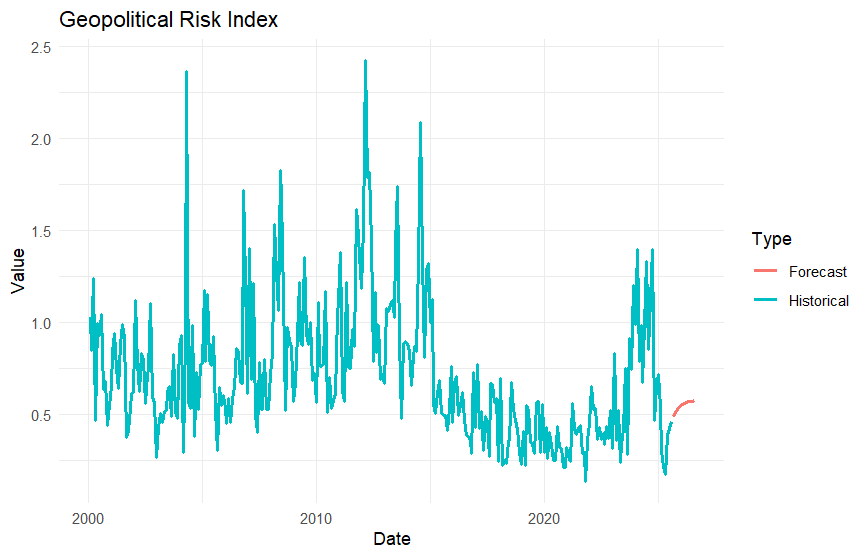 Geopolitical Risk Index
2.5
2.0
1.5
1.0
0.5
Value
2000
2010
2020
Date
Type
Forecast
Historical